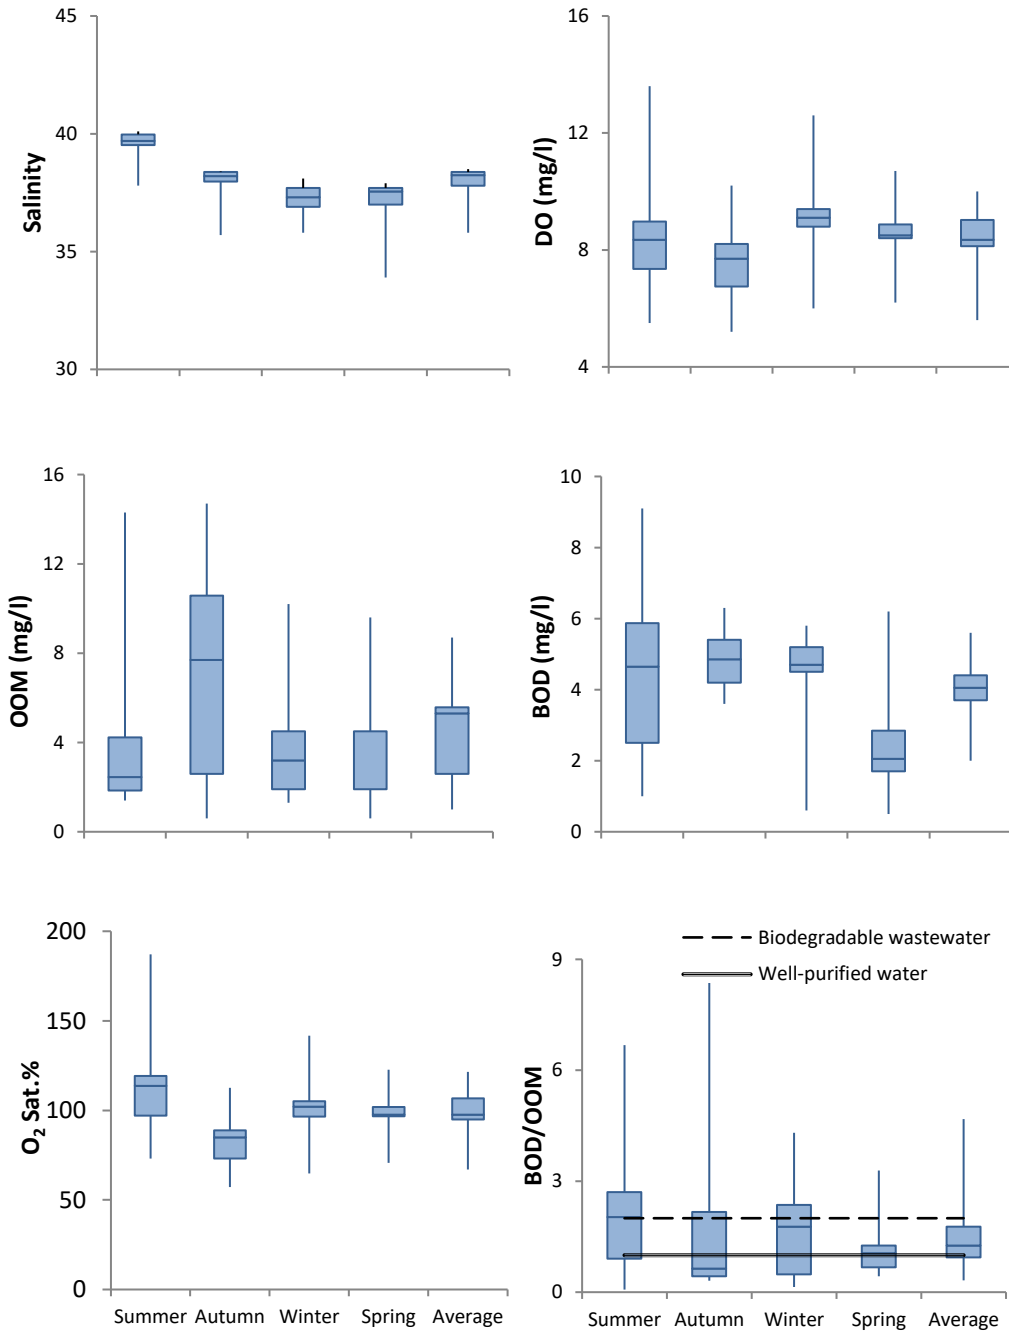 45
40
35
30
Salinity
16
12
8
4
DO (mg/l)
16
12
8
4
0
OOM (mg/l)
10
8
6
4
2
0
BOD (mg/l)
200
150
100
50
0
O₂ Sat.%
Summer Autumn Winter Spring Average
Biodegradable wastewater
Well-purified water
9
6
3
0
BOD/OOM
Summer Autumn Winter Spring Average